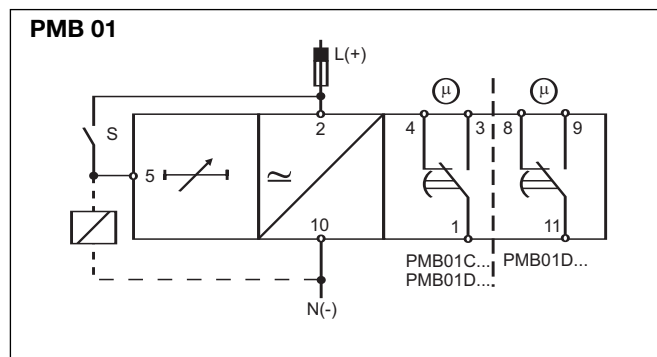 PMB 01
L(+)
μ μ
S
2 4 3 8 9
5
≃
10 1 11
PMB01C... PMB01D...
PMB01D...
N(-)